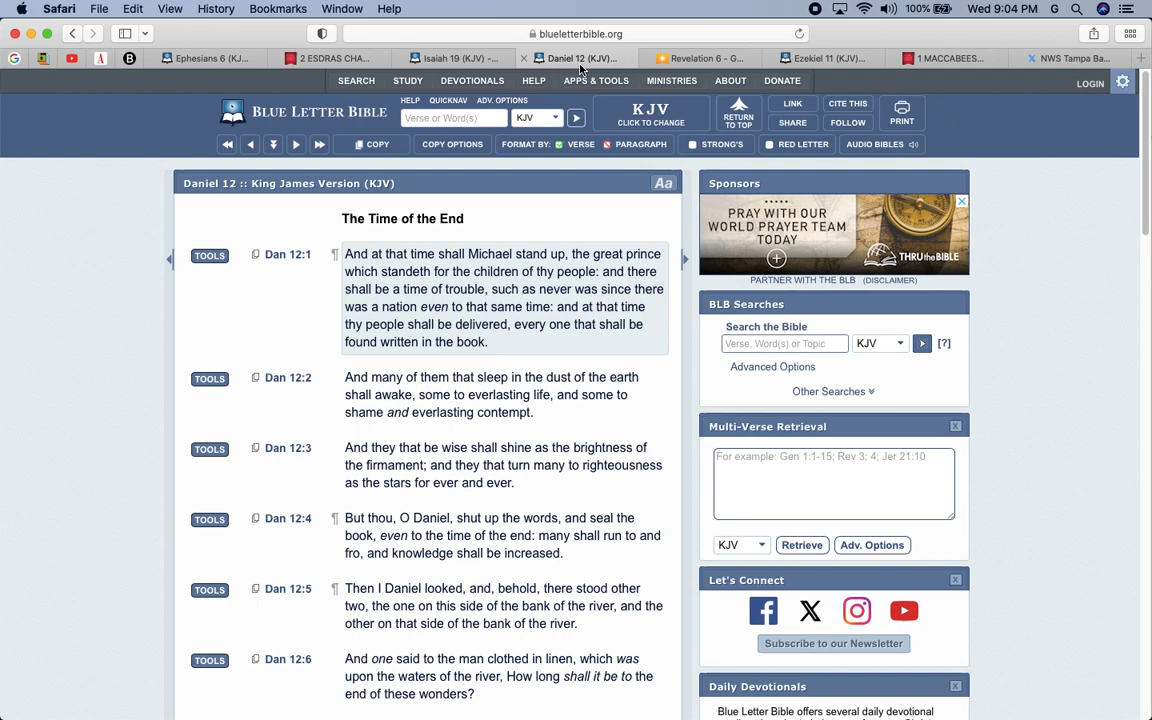 Safari File Edit View History Bookmarks Window Help 100% Wed 9:04 PM G
blueletterbible.org
Ephesians 6 (KJ... 2 ESDRAS CHA... Isaiah 19 (KJV) -... Daniel 12 (KJV)... Revelation 6 - G... Ezekiel 11 (KJV)... 1 MACCABEES... NWS Tampa Ba...
SEARCH STUDY DEVOTIONALS HELP APPS & TOOLS MINISTRIES ABOUT DONATE LOGIN
BLUE LETTER BIBLE
HELP QUICKNAV ADV. OPTIONS
Verse or Word(s) KJV
KJV
CLICK TO CHANGE
RETURN
TO TOP
LINK CITE THIS
SHARE FOLLOW
PRINT
COPY COPY OPTIONS FORMAT BY: VERSE PARAGRAPH STRONG'S RED LETTER AUDIO BIBLES
Daniel 12 :: King James Version (KJV) Aa
The Time of the End
TOOLS Dan 12:1 ¶ And at that time shall Michael stand up, the great prince
which standeth for the children of thy people: and there
shall be a time of trouble, such as never was since there
was a nation even to that same time: and at that time
thy people shall be delivered, every one that shall be
found written in the book.
TOOLS Dan 12:2 And many of them that sleep in the dust of the earth
shall awake, some to everlasting life, and some to
shame and everlasting contempt.
TOOLS Dan 12:3 And they that be wise shall shine as the brightness of
the firmament; and they that turn many to righteousness
as the stars for ever and ever.
TOOLS Dan 12:4 ¶ But thou, O Daniel, shut up the words, and seal the
book, even to the time of the end: many shall run to and
fro, and knowledge shall be increased.
TOOLS Dan 12:5 ¶ Then I Daniel looked, and, behold, there stood other
two, the one on this side of the bank of the river, and the
other on that side of the bank of the river.
TOOLS Dan 12:6 And one said to the man clothed in linen, which was
upon the waters of the river, How long shall it be to the
end of these wonders?
Sponsors
PRAY WITH OUR
WORLD PRAYER TEAM
TODAY
THRU the BIBLE
PARTNER WITH THE BLB (DISCLAIMER)
BLB Searches
Search the Bible
Verse, Word(s) or Topic KJV [?]
Advanced Options
Other Searches
Multi-Verse Retrieval
For example: Gen 1:1-15; Rev 3; 4; Jer 21:10
KJV Retrieve Adv. Options
Let's Connect
Subscribe to our Newsletter
Daily Devotionals
Blue Letter Bible offers several daily devotional